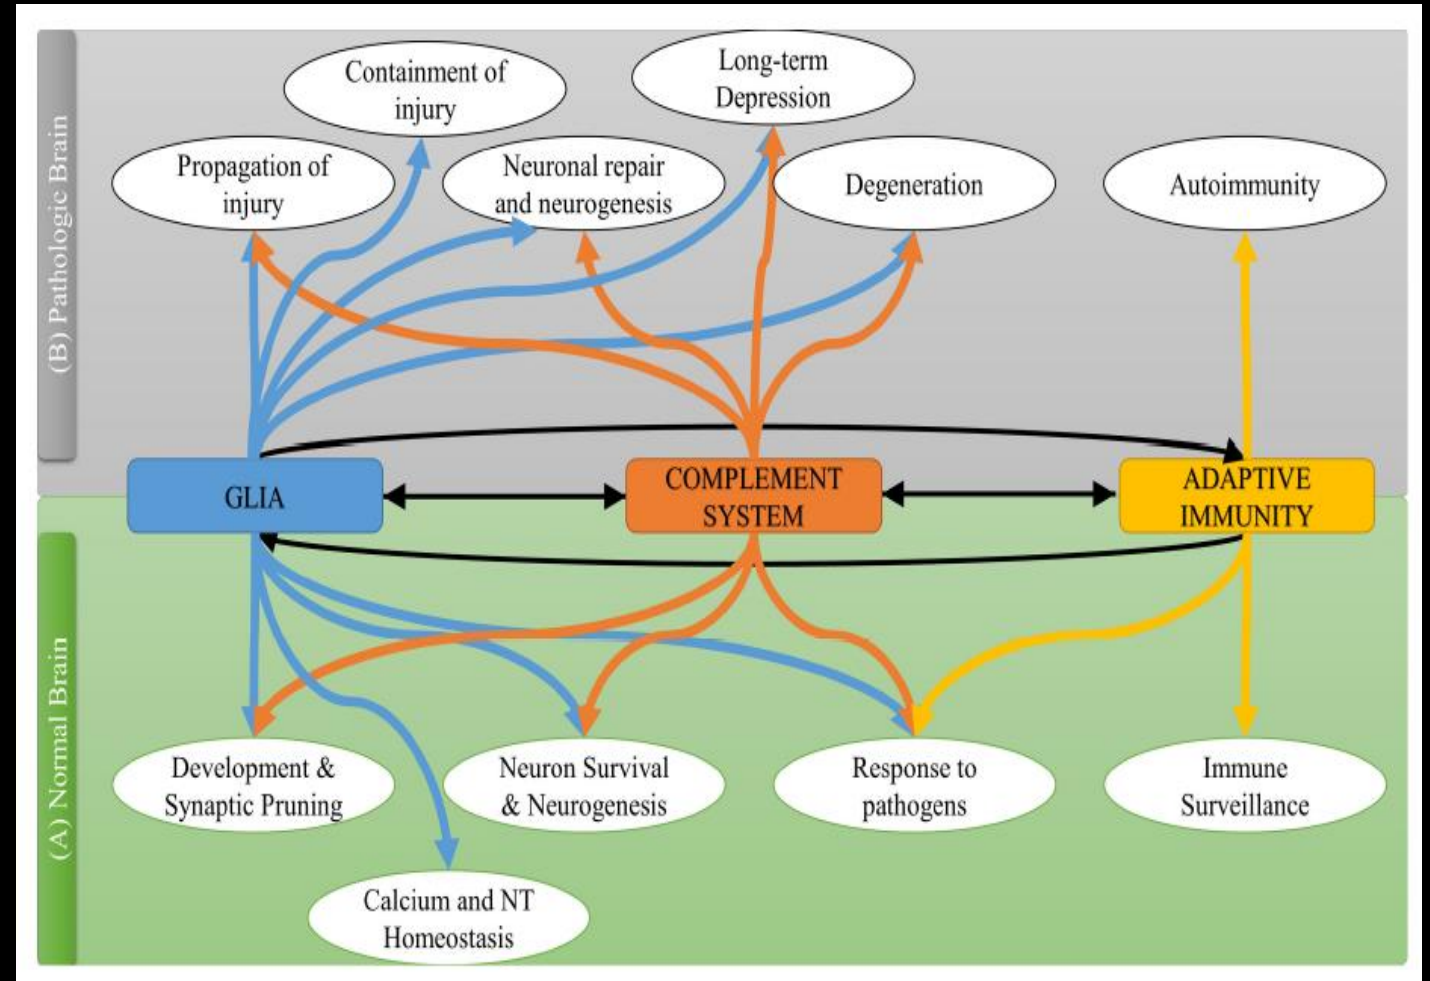 (B) Pathologic Brain
Containment of
injury
Long-term
Depression
Propagation of
injury
Neuronal repair
and neurogenesis
Degeneration
Autoimmunity
GLIA
COMPLEMENT
SYSTEM
ADAPTIVE
IMMUNITY
(A) Normal Brain
Development &
Synaptic Pruning
Neuron Survival
& Neurogenesis
Response to
pathogens
Immune
Surveillance
Calcium and NT
Homeostasis